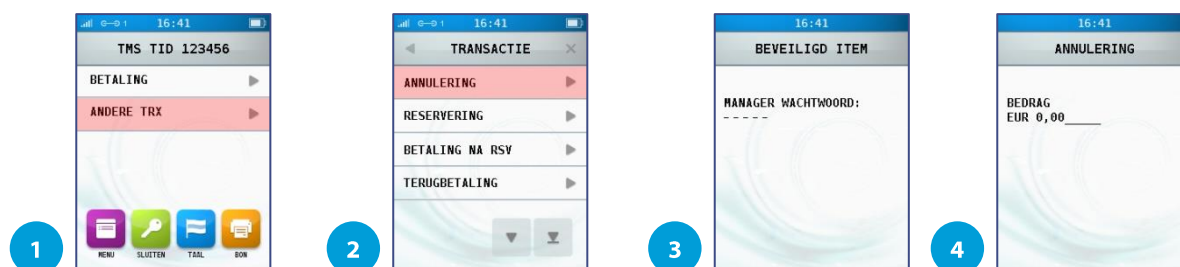 16:41
TMS TID 123456
BETALING
ANDERE TRX
MENU SLUITEN TAAL BON
1
16:41
TRANSACTIE
ANNULERING
RESERVERING
BETALING NA RSV
TERUGBETALING
2
16:41
BEVEILIGD ITEM
MANAGER WACHTWOORD:
- - - - -
3
16:41
ANNULERING
BEDRAG
EUR 0,00_____
4